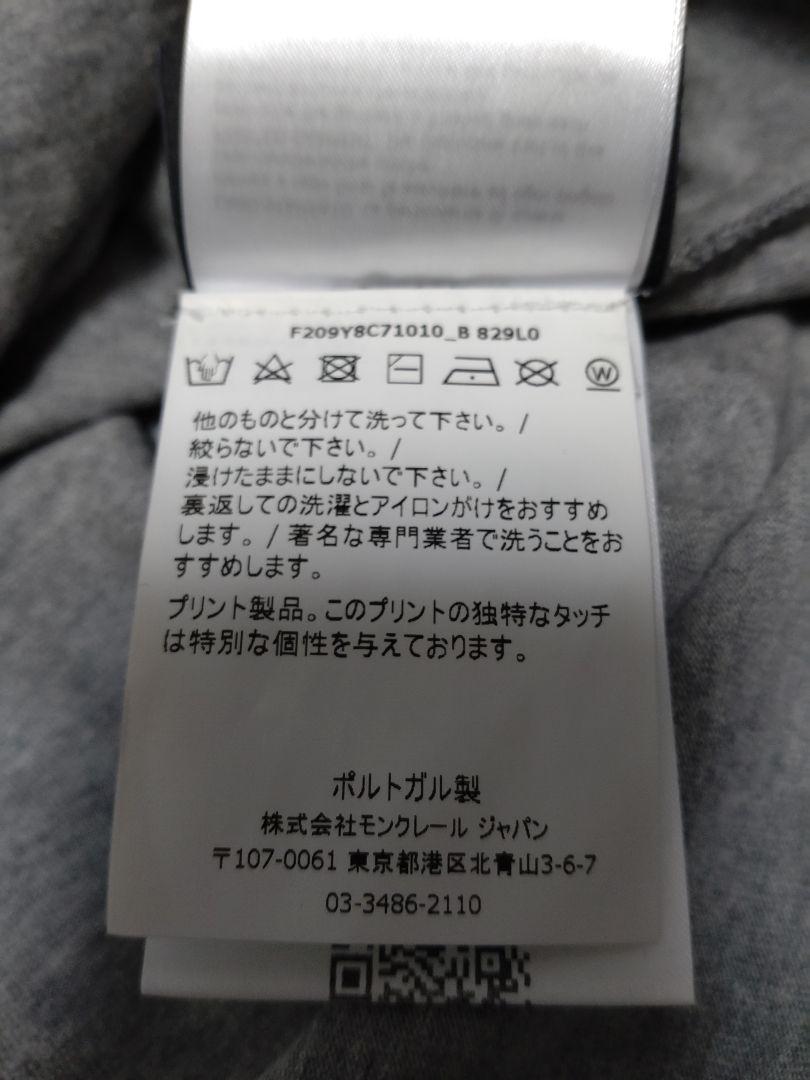 F209Y8C71010_B 829L0
W
他のものと分けて洗って下さい。/
絞らないで下さい。/
浸けたままにしないで下さい。/
裏返しての洗濯とアイロンがけをおすすめ
します。/ 著名な専門業者で洗うことをお
すすめします。
プリント製品。このプリントの独特なタッチ
は特別な個性を与えております。
ポルトガル製
株式会社モンクレール ジャパン
〒107-0061 東京都港区北青山3-6-7
03-3486-2110